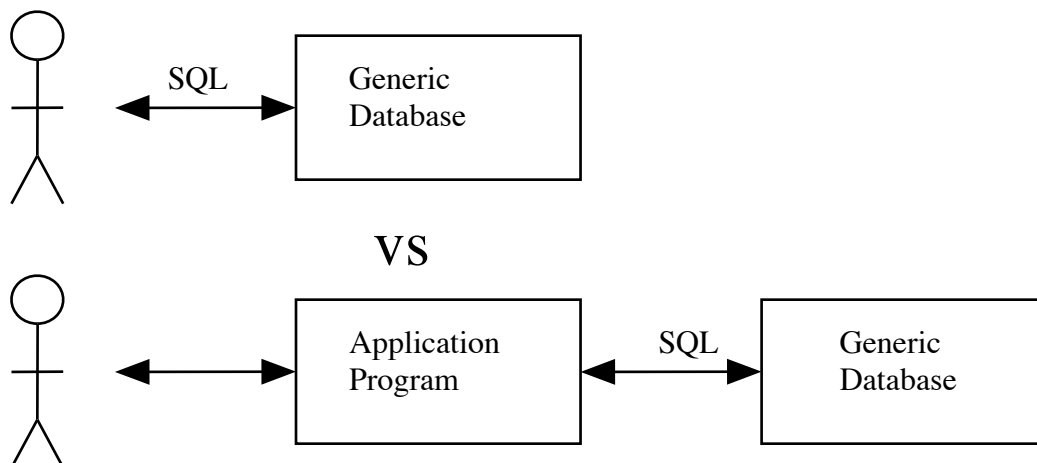 SQL
Generic
Database
vs
Application
Program
SQL
Generic
Database